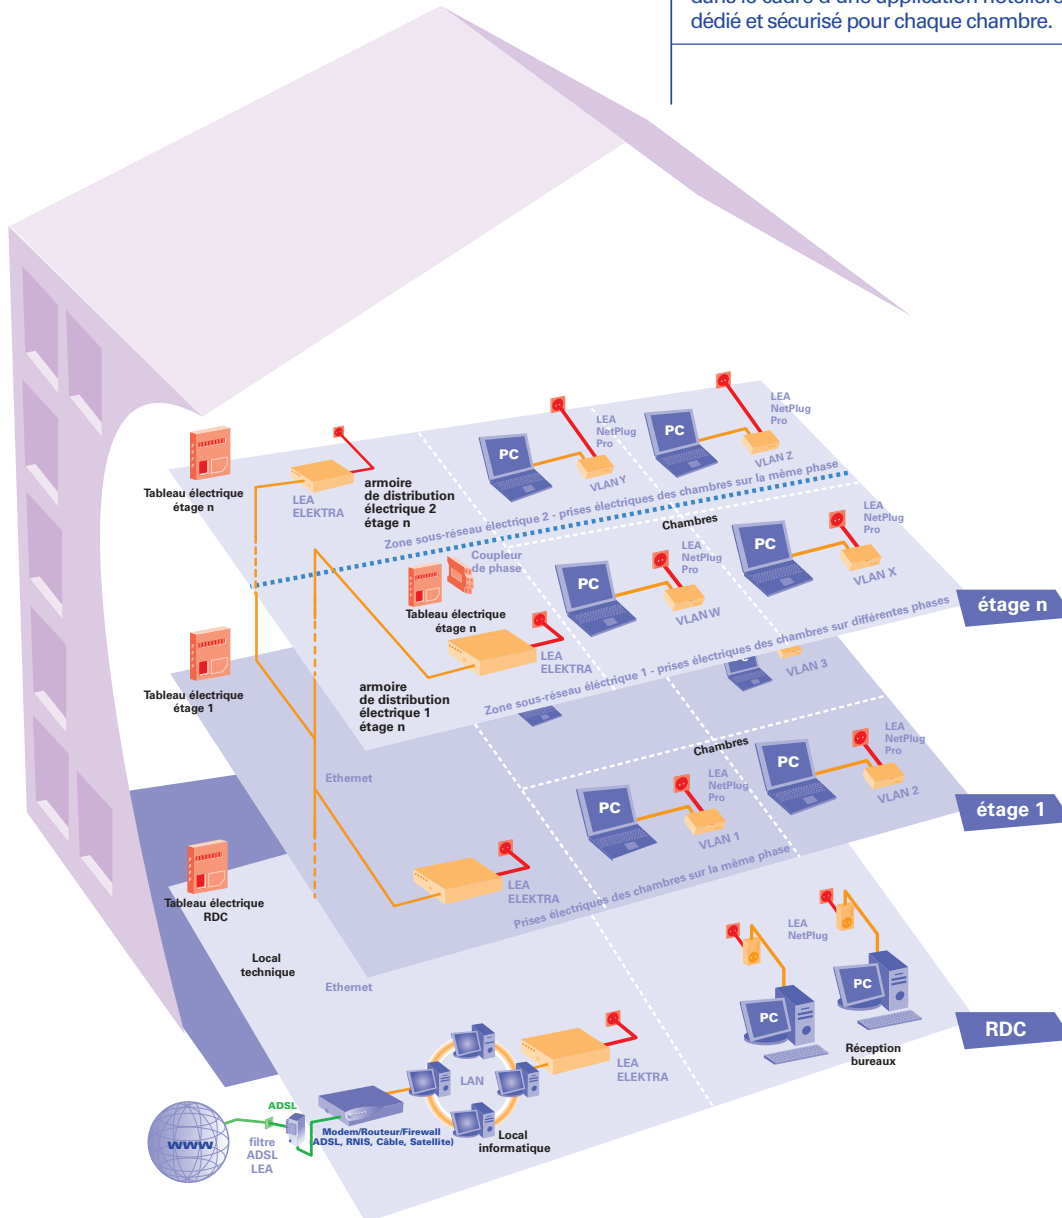 dédié et sécurisé pour chaque chambre.
LEA
NetPlug
Pro
LEA
NetPlug
Pro
PC
PC
VLAN Z
VLAN Y
Tableau électrique
étage n
LEA
ELEKTRA
armoire
de distribution
électrique 2
étage n
Zone sous-réseau électrique 2 - prises électriques des chambres sur la même phase
Chambres
LEA
NetPlug
Pro
LEA
NetPlug
Pro
Coupleur
de phase
PC
PC
VLAN X
VLAN W
Tableau électrique
étage n
LEA
ELEKTRA
étage n
Zone sous-réseau électrique 1 - prises électriques des chambres sur différentes phases
Tableau électrique
étage 1
armoire
de distribution
électrique 1
étage n
PC
VLAN 3
Chambres
LEA
NetPlug
Pro
LEA
NetPlug
Pro
Ethernet
PC
PC
VLAN 2
VLAN 1
étage 1
LEA
ELEKTRA
Prises électriques des chambres sur la même phase
Tableau électrique
RDC
Local
technique
Ethernet
LEA
NetPlug
PC
PC
RDC
Réception
bureaux
LEA
ELEKTRA
LAN
Local
informatique
ADSL
Modem/Routeur/Firewall
(ADSL, RNIS, Câble, Satellite)
www
filtre
ADSL
LEA